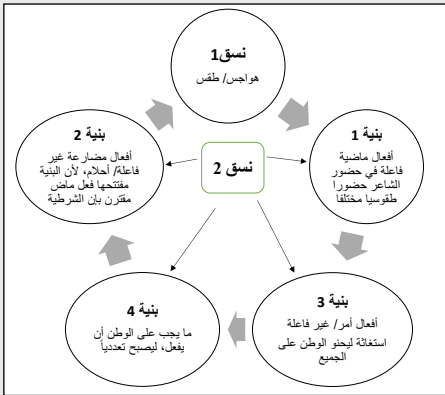 نسق1
هواجس/ طقس
بنية 1
أفعال ماضية
فاعلة في حضور
الشاعر حضورا
طقوسيا مختلفا
بنية 2
أفعال مضارعة غير
فاعلة/ أحلام، لأن البنية
مفتتحها فعل ماض
مقترن بإن الشرطية
نسق 2
بنية 3
أفعال أمر/ غير فاعلة
استغاثة ليحنو الوطن على
الجميع
بنية 4
ما يجب على الوطن أن
يفعل، ليصبح تعددياً